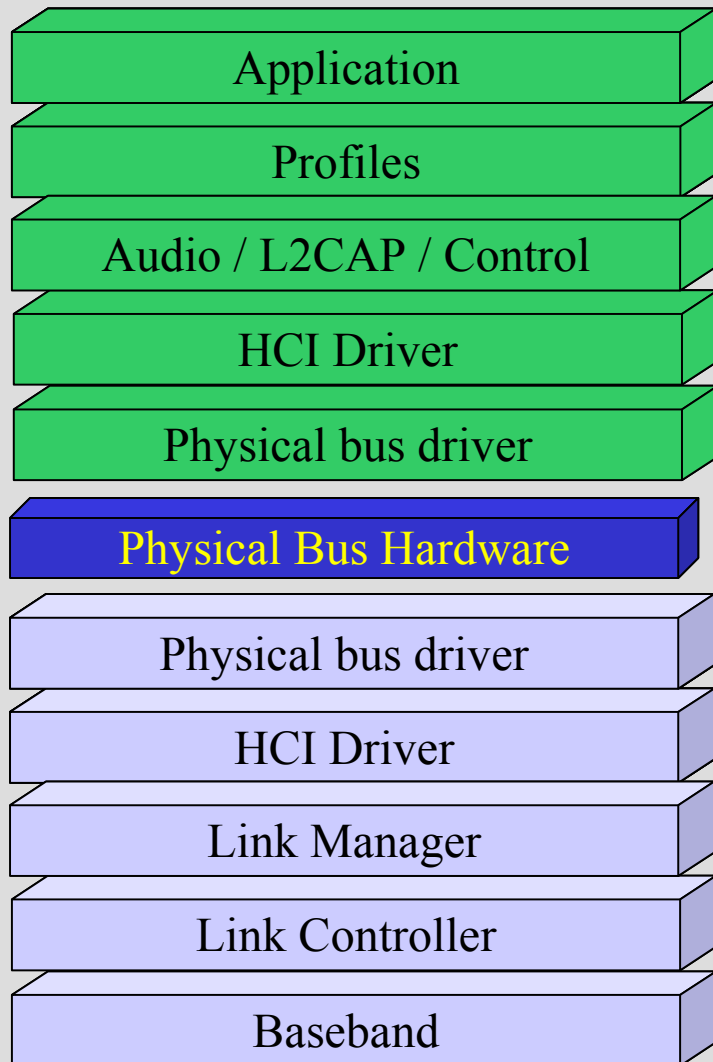 Application
Profiles
Audio / L2CAP / Control
HCI Driver
Physical bus driver
Physical Bus Hardware
Physical bus driver
HCI Driver
Link Manager
Link Controller
Baseband